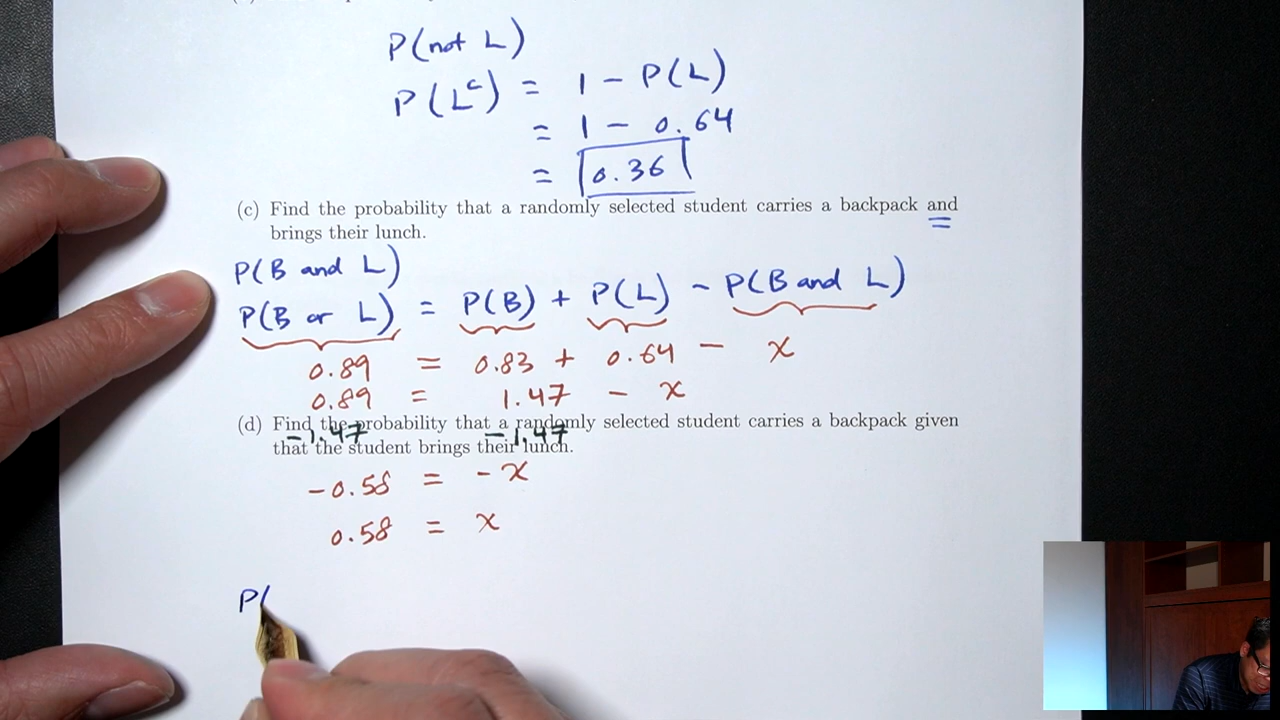 P(not L)
P(Lᶜ) = 1 - P(L)
= 1 - 0.64
= 0.36
(c) Find the probability that a randomly selected student carries a backpack and
brings their lunch.
P(B and L)
P(B or L) = P(B) + P(L) - P(B and L)
0.89 = 0.83 + 0.64 - x
0.89 = 1.47 - x
(d) Find the probability that a randomly selected student carries a backpack given
-1.47 -1.47
that the student brings their lunch.
-0.58 = -x
0.58 = x
P(